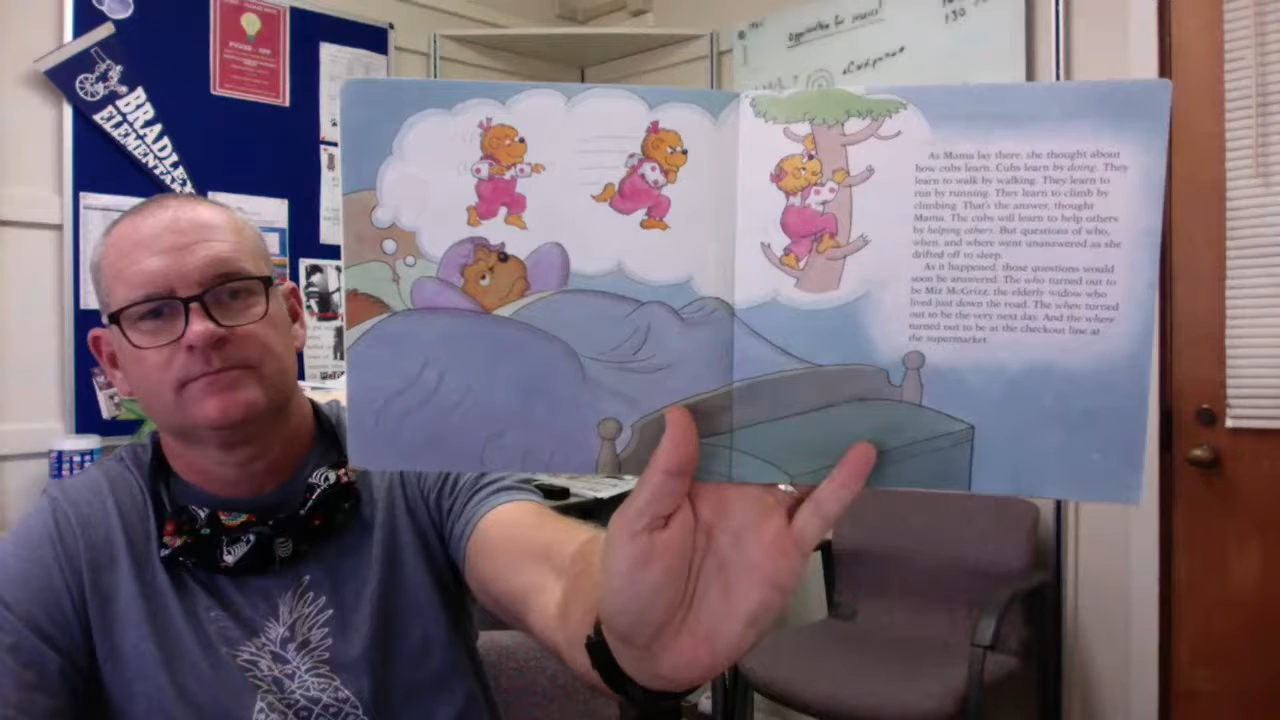 BRADLEY
ELEMENTARY
Opportunities for success!
130
As Mama lay there, she thought about
how cubs learn. Cubs learn by doing. They
learn to walk by walking. They learn to
run by running. They learn to climb by
climbing. That's the answer, thought
Mama. The cubs will learn to help others
by helping others. But questions of who,
when, and where went unanswered as she
drifted off to sleep.
As it happened, those questions would
soon be answered. The who turned out to
be Miz McGrizz, the elderly widow who
lived just down the road. The when turned
out to be the very next day. And the where
turned out to be at the checkout line at
the supermarket.